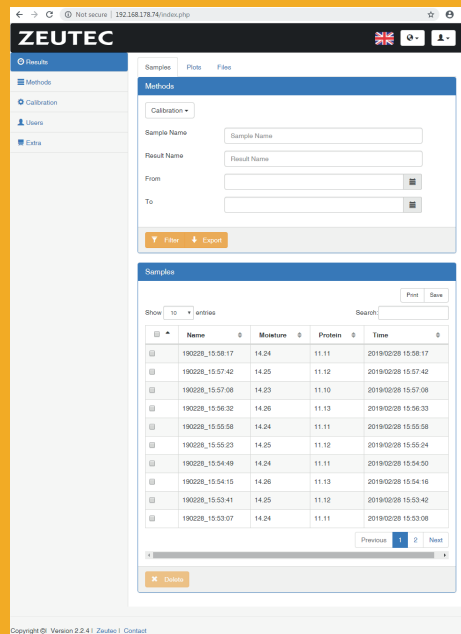 Not secure | 192.168.178.74/index.php
ZEUTEC
Results
Methods
Calibration
Users
Extra
Samples Plots Files
Methods
Calibration
Sample Name Sample Name
Result Name Result Name
From
To
Filter Export
Samples
Print Save
Show 10 entries Search:
Name Moisture Protein Time
190228_15:58:17 14.24 11.11 2019/02/28 15:58:17
190228_15:57:42 14.25 11.12 2019/02/28 15:57:42
190228_15:57:08 14.23 11.10 2019/02/28 15:57:08
190228_15:56:32 14.26 11.13 2019/02/28 15:56:33
190228_15:55:58 14.24 11.11 2019/02/28 15:55:58
190228_15:55:23 14.25 11.12 2019/02/28 15:55:24
190228_15:54:49 14.24 11.11 2019/02/28 15:54:50
190228_15:54:15 14.26 11.13 2019/02/28 15:54:16
190228_15:53:41 14.25 11.12 2019/02/28 15:53:42
190228_15:53:07 14.24 11.11 2019/02/28 15:53:08
Previous 1 2 Next
Delete
Copyright ©| Version 2.2.4 | Zeutec | Contact